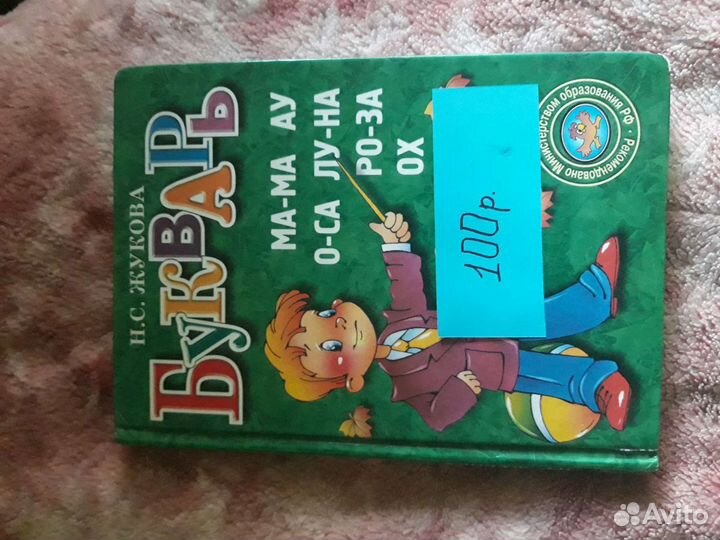 Н.С. ЖУКОВА
БУКВАРЬ
МА-МА АУ
О-СА ЛУ-НА
РО-ЗА
ОХ
Рекомендовано Министерством образования РФ •
100р.
Avito